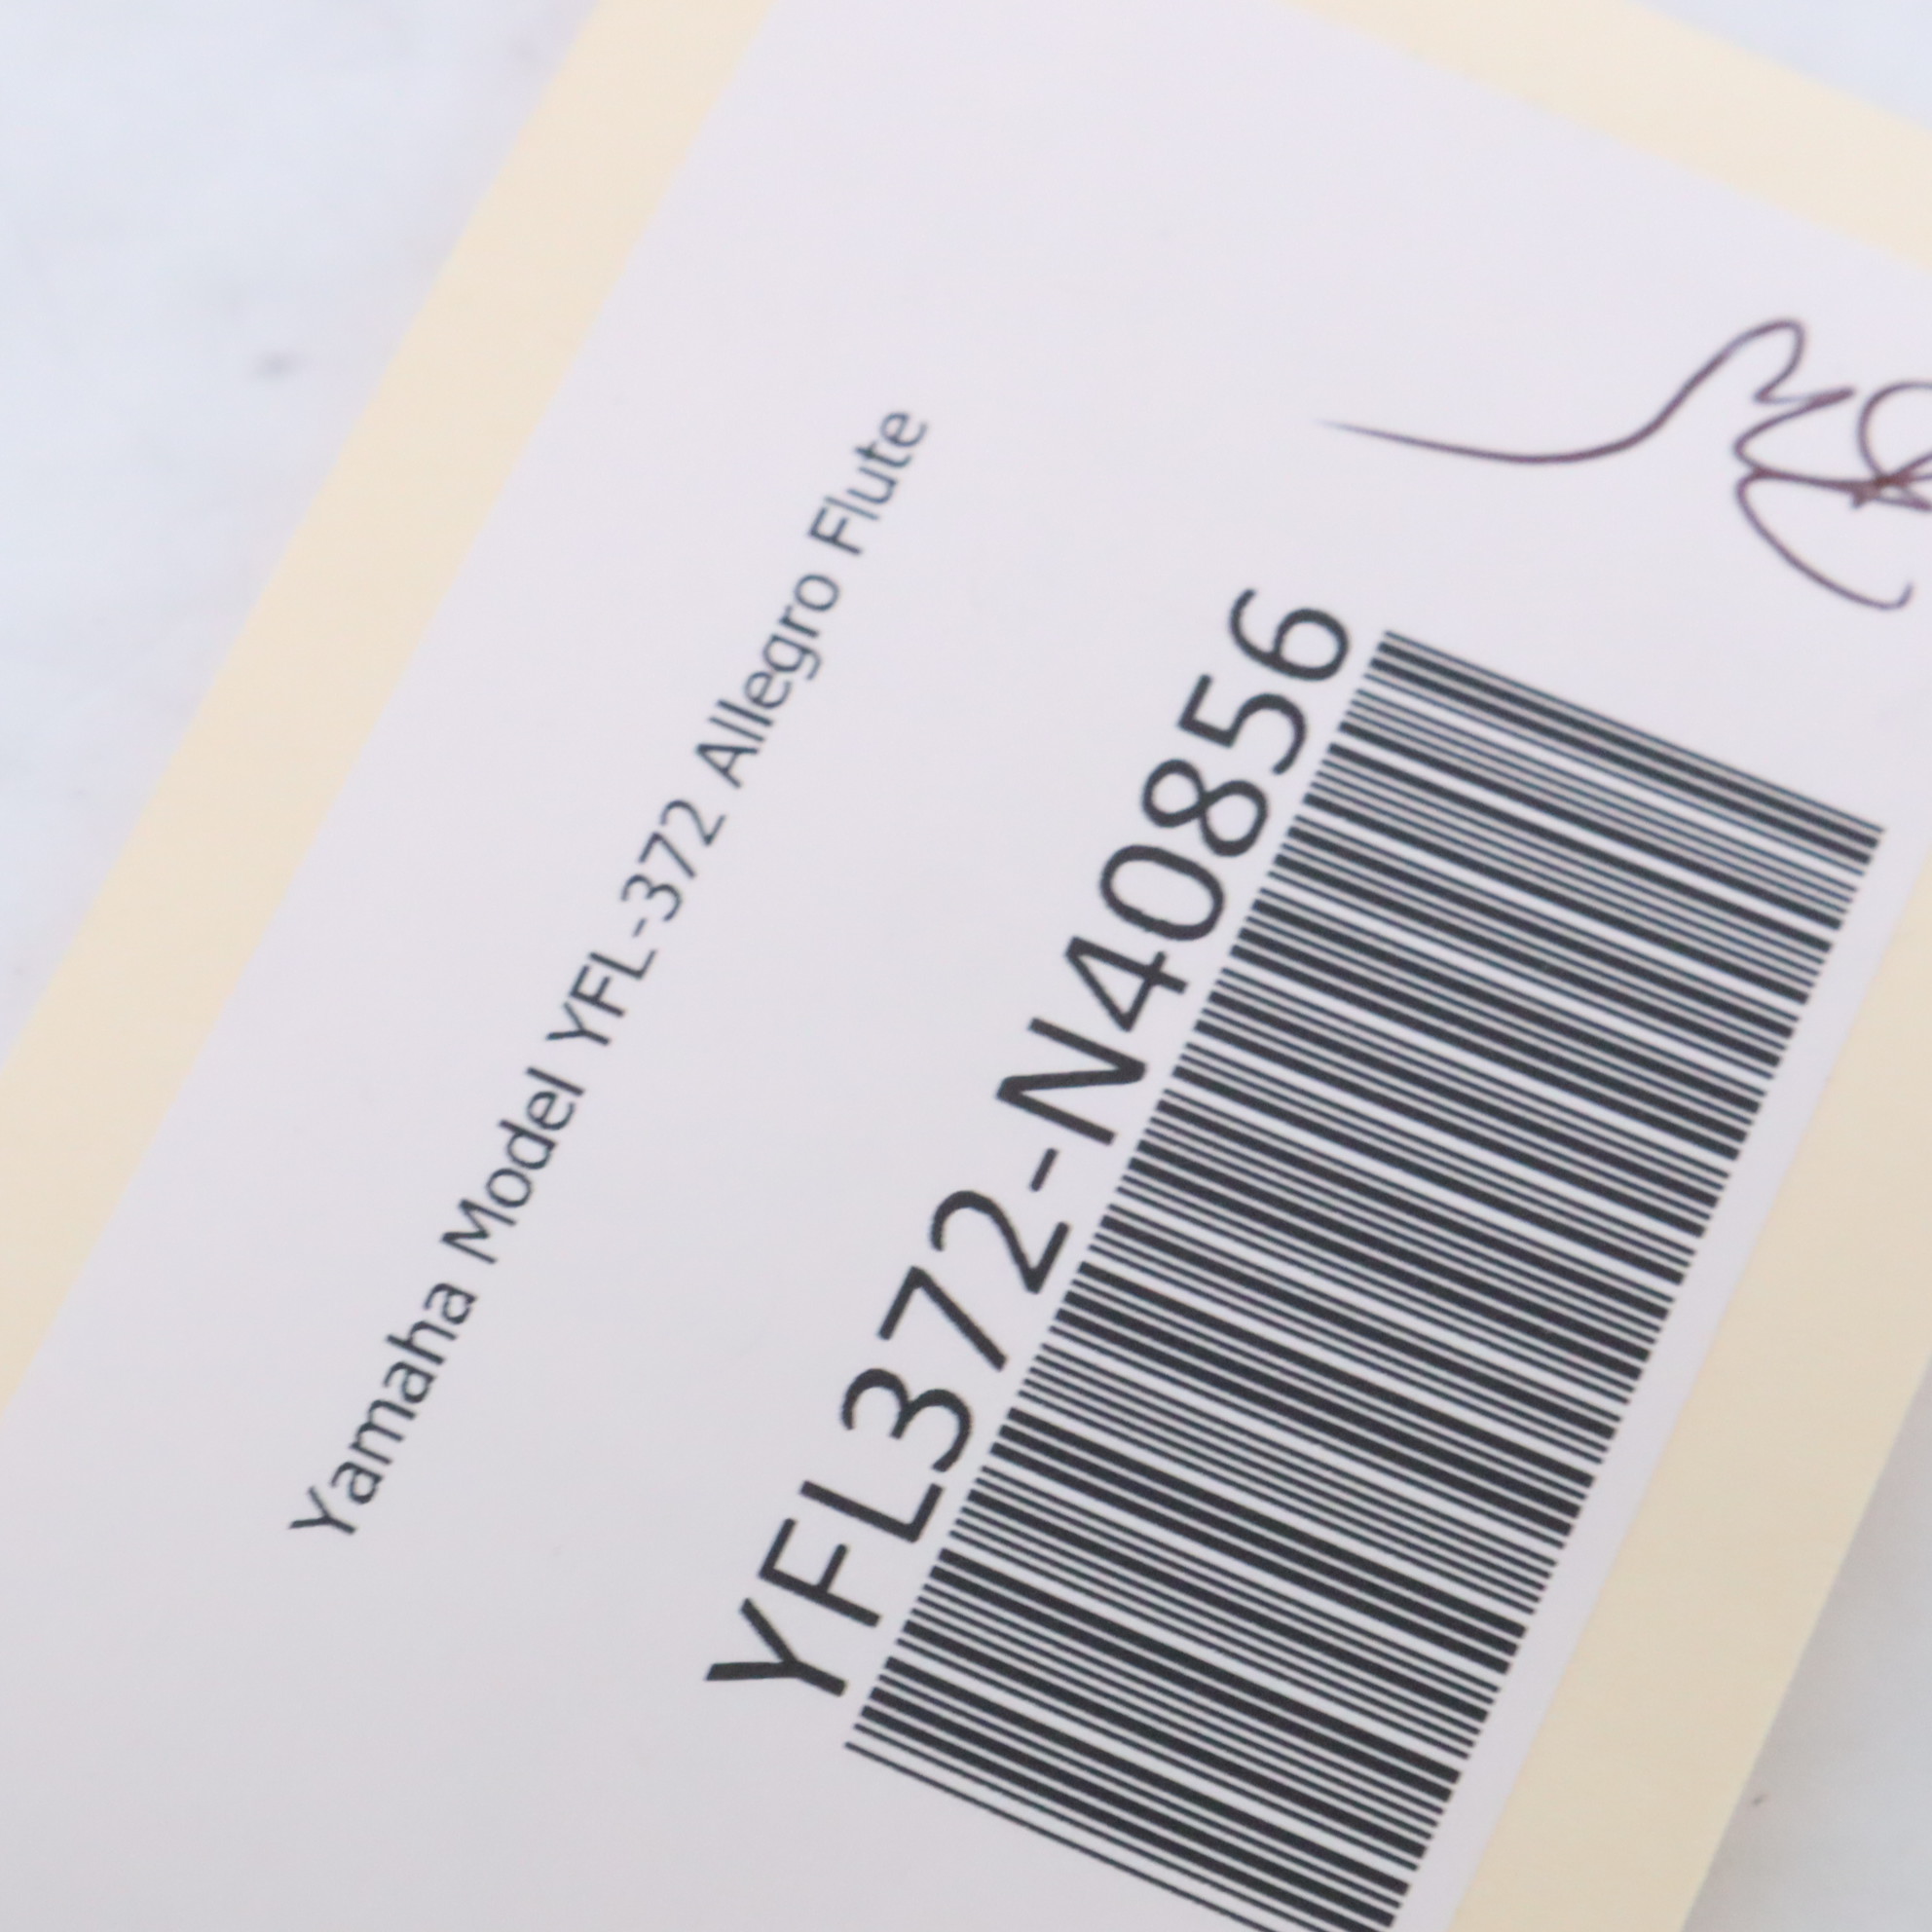 Yamaha Model YFL-372 Allegro Flute
YFL372-N40856